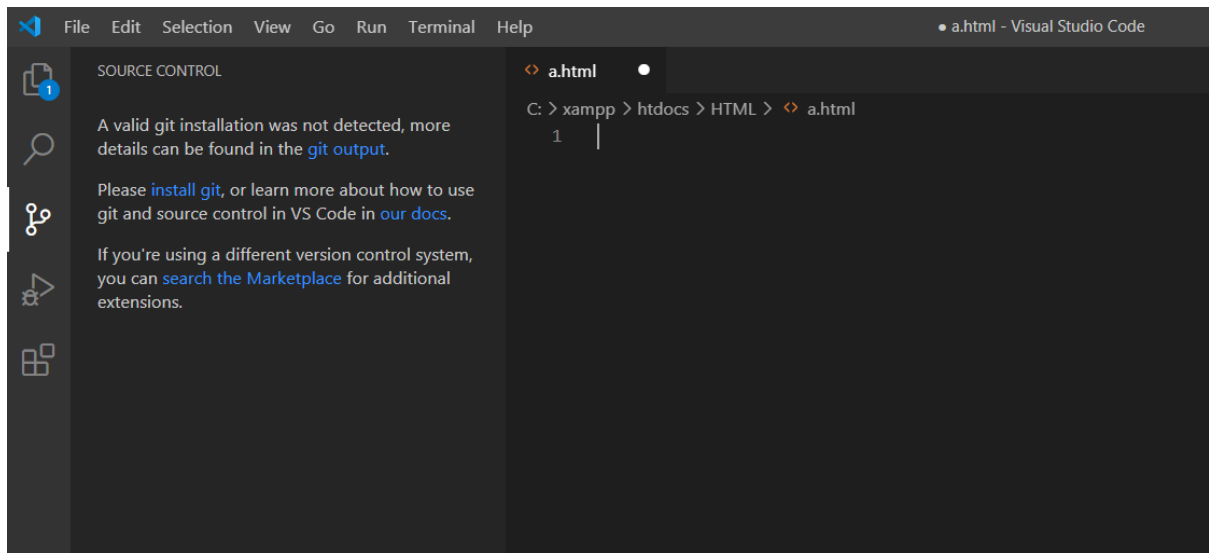 File Edit Selection View Go Run Terminal Help
● a.html - Visual Studio Code
1
SOURCE CONTROL
A valid git installation was not detected, more
details can be found in the git output.
Please install git, or learn more about how to use
git and source control in VS Code in our docs.
If you're using a different version control system,
you can search the Marketplace for additional
extensions.
<> a.html ●
C: > xampp > htdocs > HTML > <> a.html
1